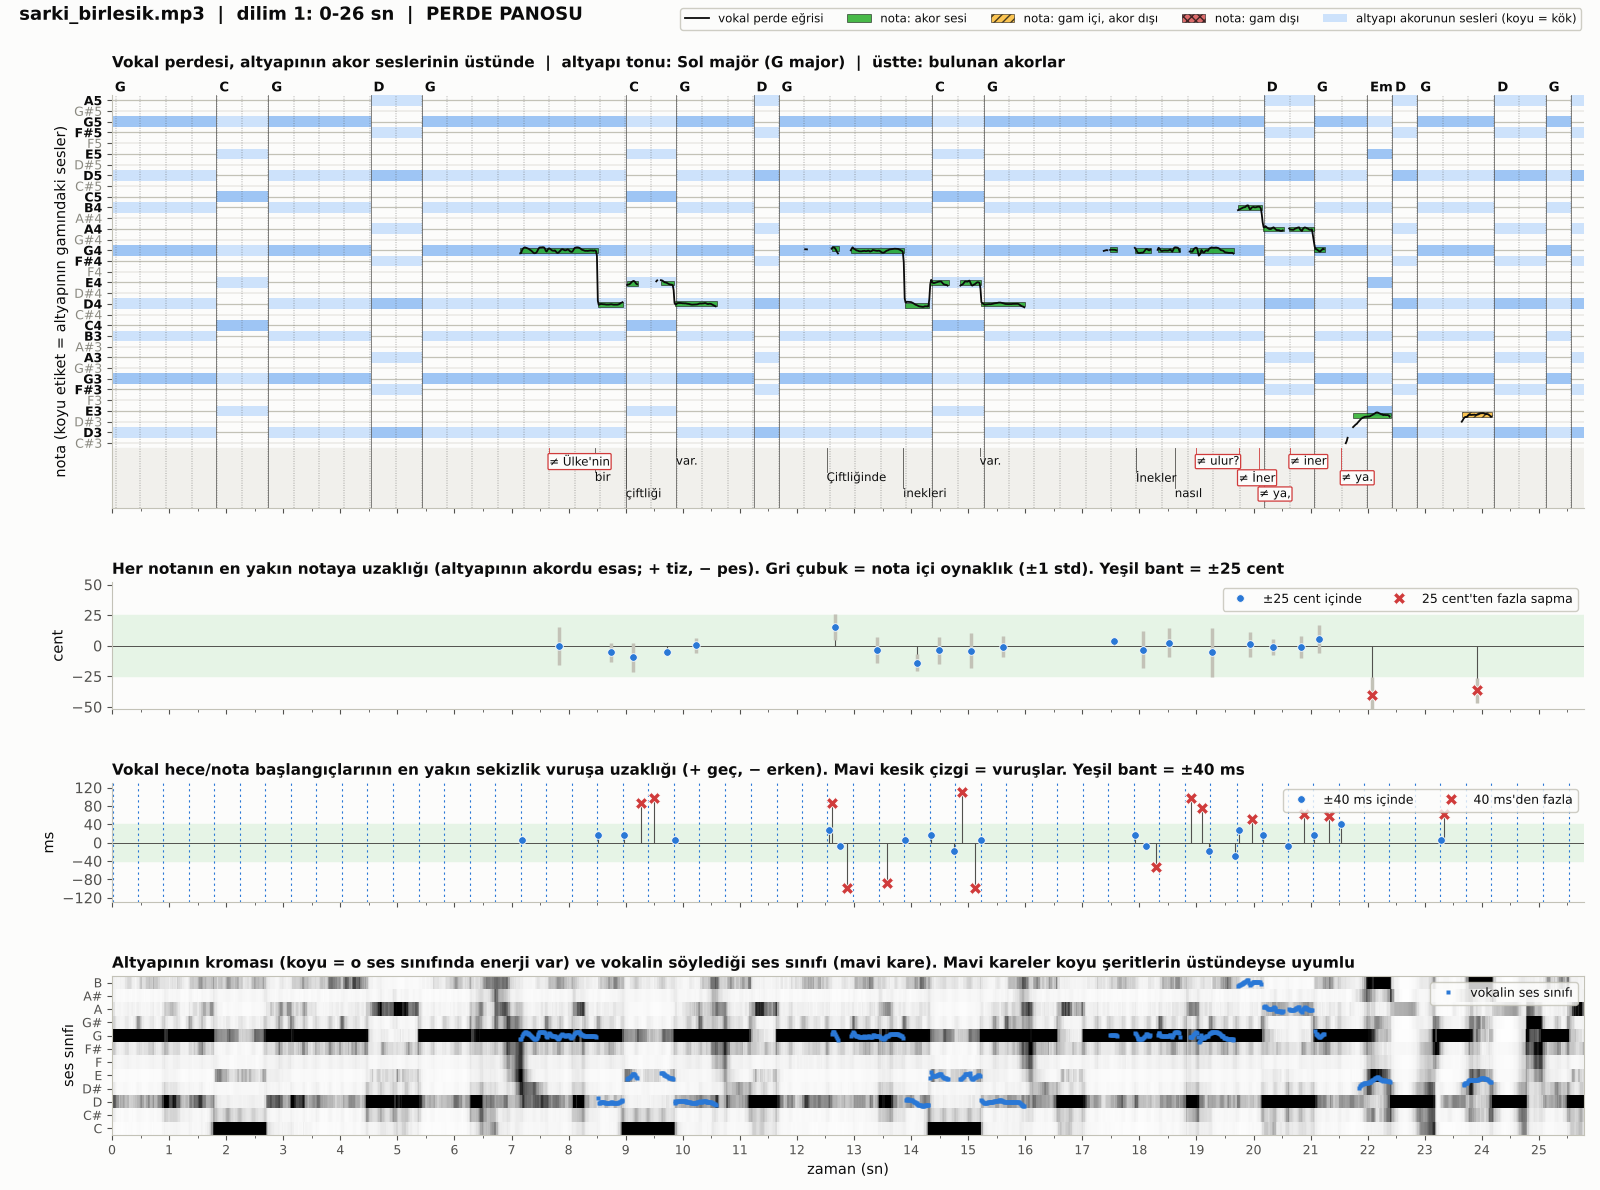 sarki_birlesik.mp3 | dilim 1: 0-26 sn | PERDE PANOSU
vokal perde eğrisi
nota: akor sesi
nota: gam içi, akor dışı
nota: gam dışı
altyapı akorunun sesleri (koyu = kök)
Vokal perdesi, altyapının akor seslerinin üstünde | altyapı tonu: Sol majör (G major) | üstte: bulunan akorlar
G C G D G C G D G C G D G Em D G D G
nota (koyu etiket = altyapının gamındaki sesler)
A5
G#5
G5
F#5
F5
E5
D#5
D5
C#5
C5
B4
A#4
A4
G#4
G4
F#4
F4
E4
D#4
D4
C#4
C4
B3
A#3
A3
G#3
G3
F#3
F3
E3
D#3
D3
C#3
≠ Ülke'nin var. var. ≠ ulur? ≠ iner
bir Çiftliğinde İnekler ≠ İner ≠ ya.
çiftliği inekleri nasıl ≠ ya,
Her notanın en yakın notaya uzaklığı (altyapının akordu esas; + tiz, − pes). Gri çubuk = nota içi oynaklık (±1 std). Yeşil bant = ±25 cent
cent
50
25
0
−25
−50
±25 cent içinde
25 cent'ten fazla sapma
Vokal hece/nota başlangıçlarının en yakın sekizlik vuruşa uzaklığı (+ geç, − erken). Mavi kesik çizgi = vuruşlar. Yeşil bant = ±40 ms
ms
120
80
40
0
−40
−80
−120
±40 ms içinde
40 ms'den fazla
Altyapının kroması (koyu = o ses sınıfında enerji var) ve vokalin söylediği ses sınıfı (mavi kare). Mavi kareler koyu şeritlerin üstündeyse uyumlu
ses sınıfı
B
A#
A
G#
G
F#
F
E
D#
D
C#
C
vokalin ses sınıfı
0 1 2 3 4 5 6 7 8 9 10 11 12 13 14 15 16 17 18 19 20 21 22 23 24 25
zaman (sn)